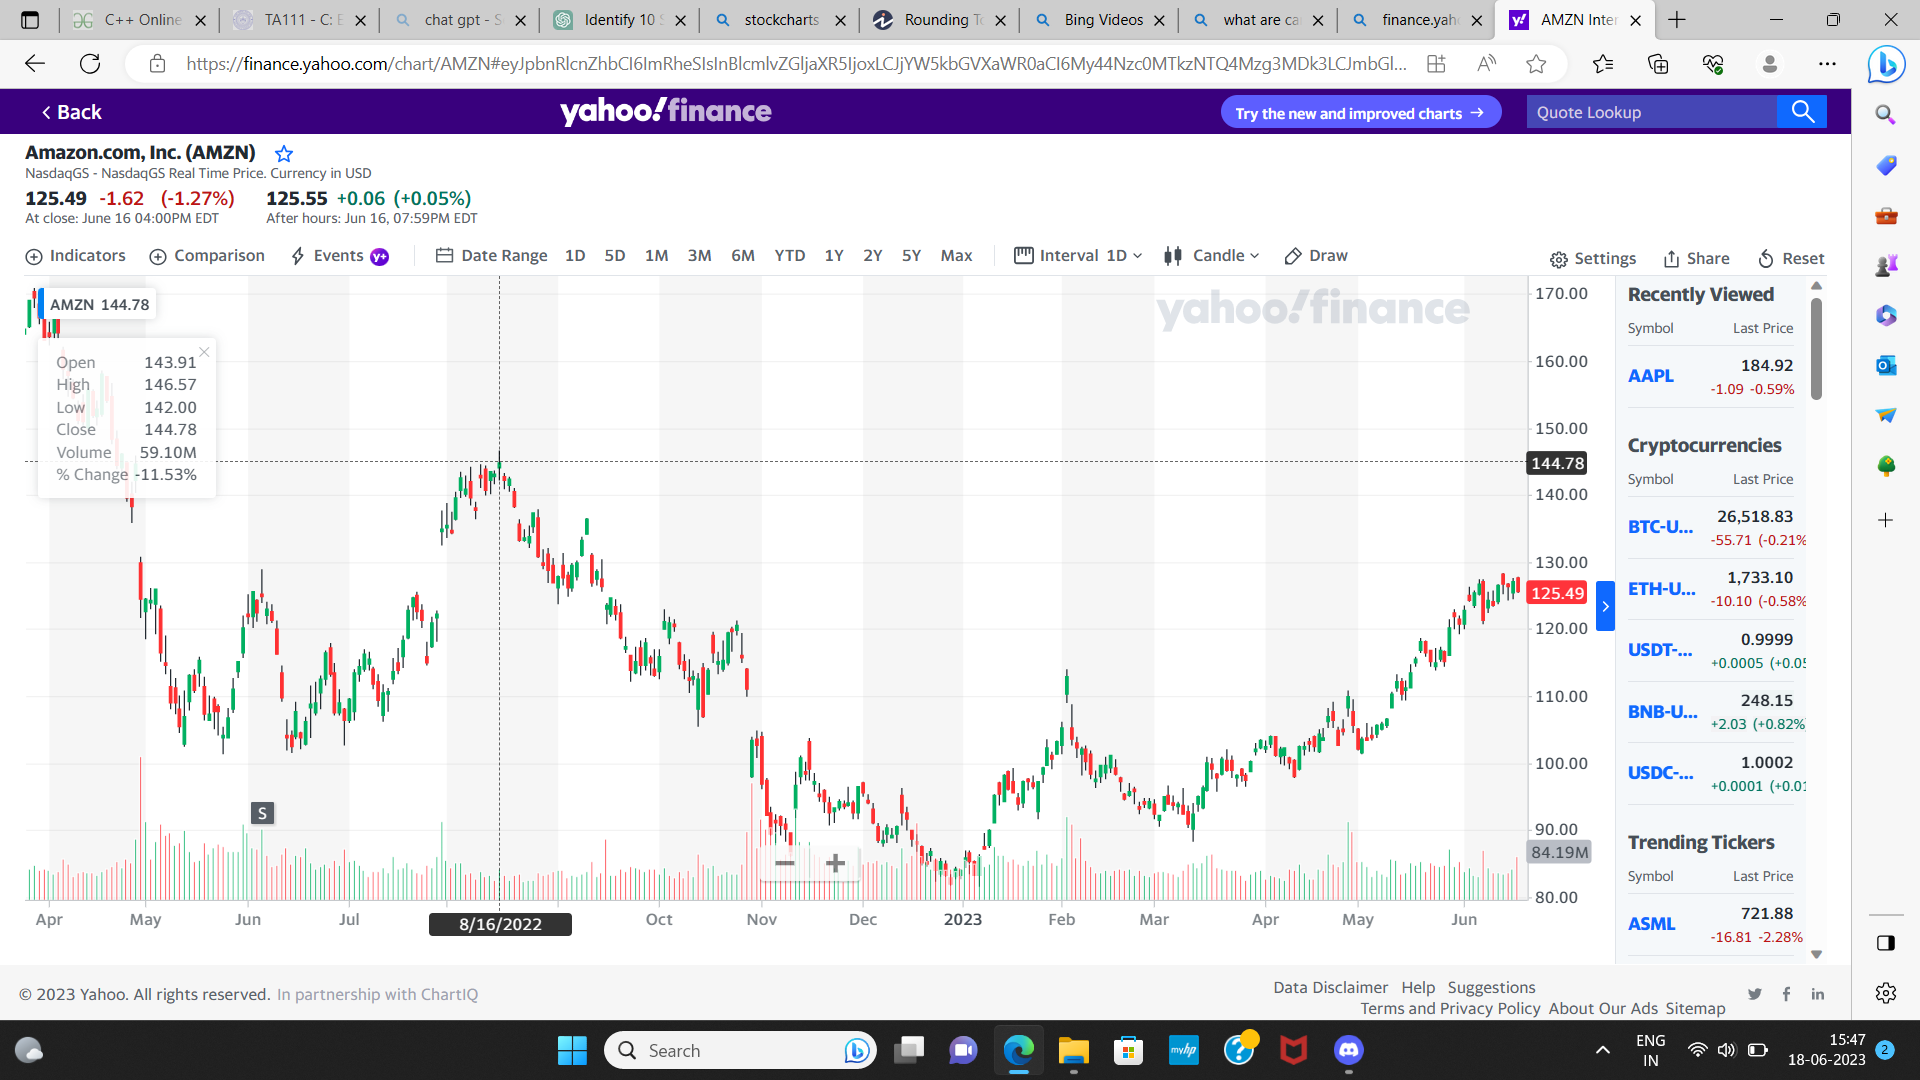 C++ Online
TA111 - C: E
chat gpt - S
Identify 10 S
stockcharts
Rounding To
Bing Videos
what are ca
finance.yah
AMZN Inter
https://finance.yahoo.com/chart/AMZN#eyJpbnRlcnZhbCI6ImRheSIsInBlcmlvZGljaXR5IjoxLCJjYW5kbGVXaWR0aCI6My44Nzc0MTkzNTQ4Mzg3MDk3LCJmbGl...
Back
yahoo!finance
Try the new and improved charts
Quote Lookup
Amazon.com, Inc. (AMZN)
NasdaqGS - NasdaqGS Real Time Price. Currency in USD
125.49 -1.62 (-1.27%) 125.55 +0.06 (+0.05%)
At close: June 16 04:00PM EDT After hours: Jun 16, 07:59PM EDT
Indicators Comparison Events y+ Date Range 1D 5D 1M 3M 6M YTD 1Y 2Y 5Y Max Interval 1D Candle Draw Settings Share Reset
AMZN 144.78
yahoo!finance
Open 143.91
High 146.57
Low 142.00
Close 144.78
Volume 59.10M
% Change -11.53%
170.00
160.00
150.00
144.78
140.00
130.00
125.49
120.00
110.00
100.00
90.00
84.19M
80.00
S
Apr May Jun Jul 8/16/2022 Oct Nov Dec 2023 Feb Mar Apr May Jun
Recently Viewed
Symbol Last Price
AAPL 184.92
-1.09 -0.59%
Cryptocurrencies
Symbol Last Price
BTC-U... 26,518.83
-55.71 (-0.21%
ETH-U... 1,733.10
-10.10 (-0.58%
USDT-... 0.9999
+0.0005 (+0.05
BNB-U... 248.15
+2.03 (+0.82%
USDC-... 1.0002
+0.0001 (+0.01
Trending Tickers
Symbol Last Price
ASML 721.88
-16.81 -2.28%
© 2023 Yahoo. All rights reserved. In partnership with ChartIQ
Data Disclaimer Help Suggestions
Terms and Privacy Policy About Our Ads Sitemap
Search
myhp
ENG
IN
15:47
18-06-2023
2